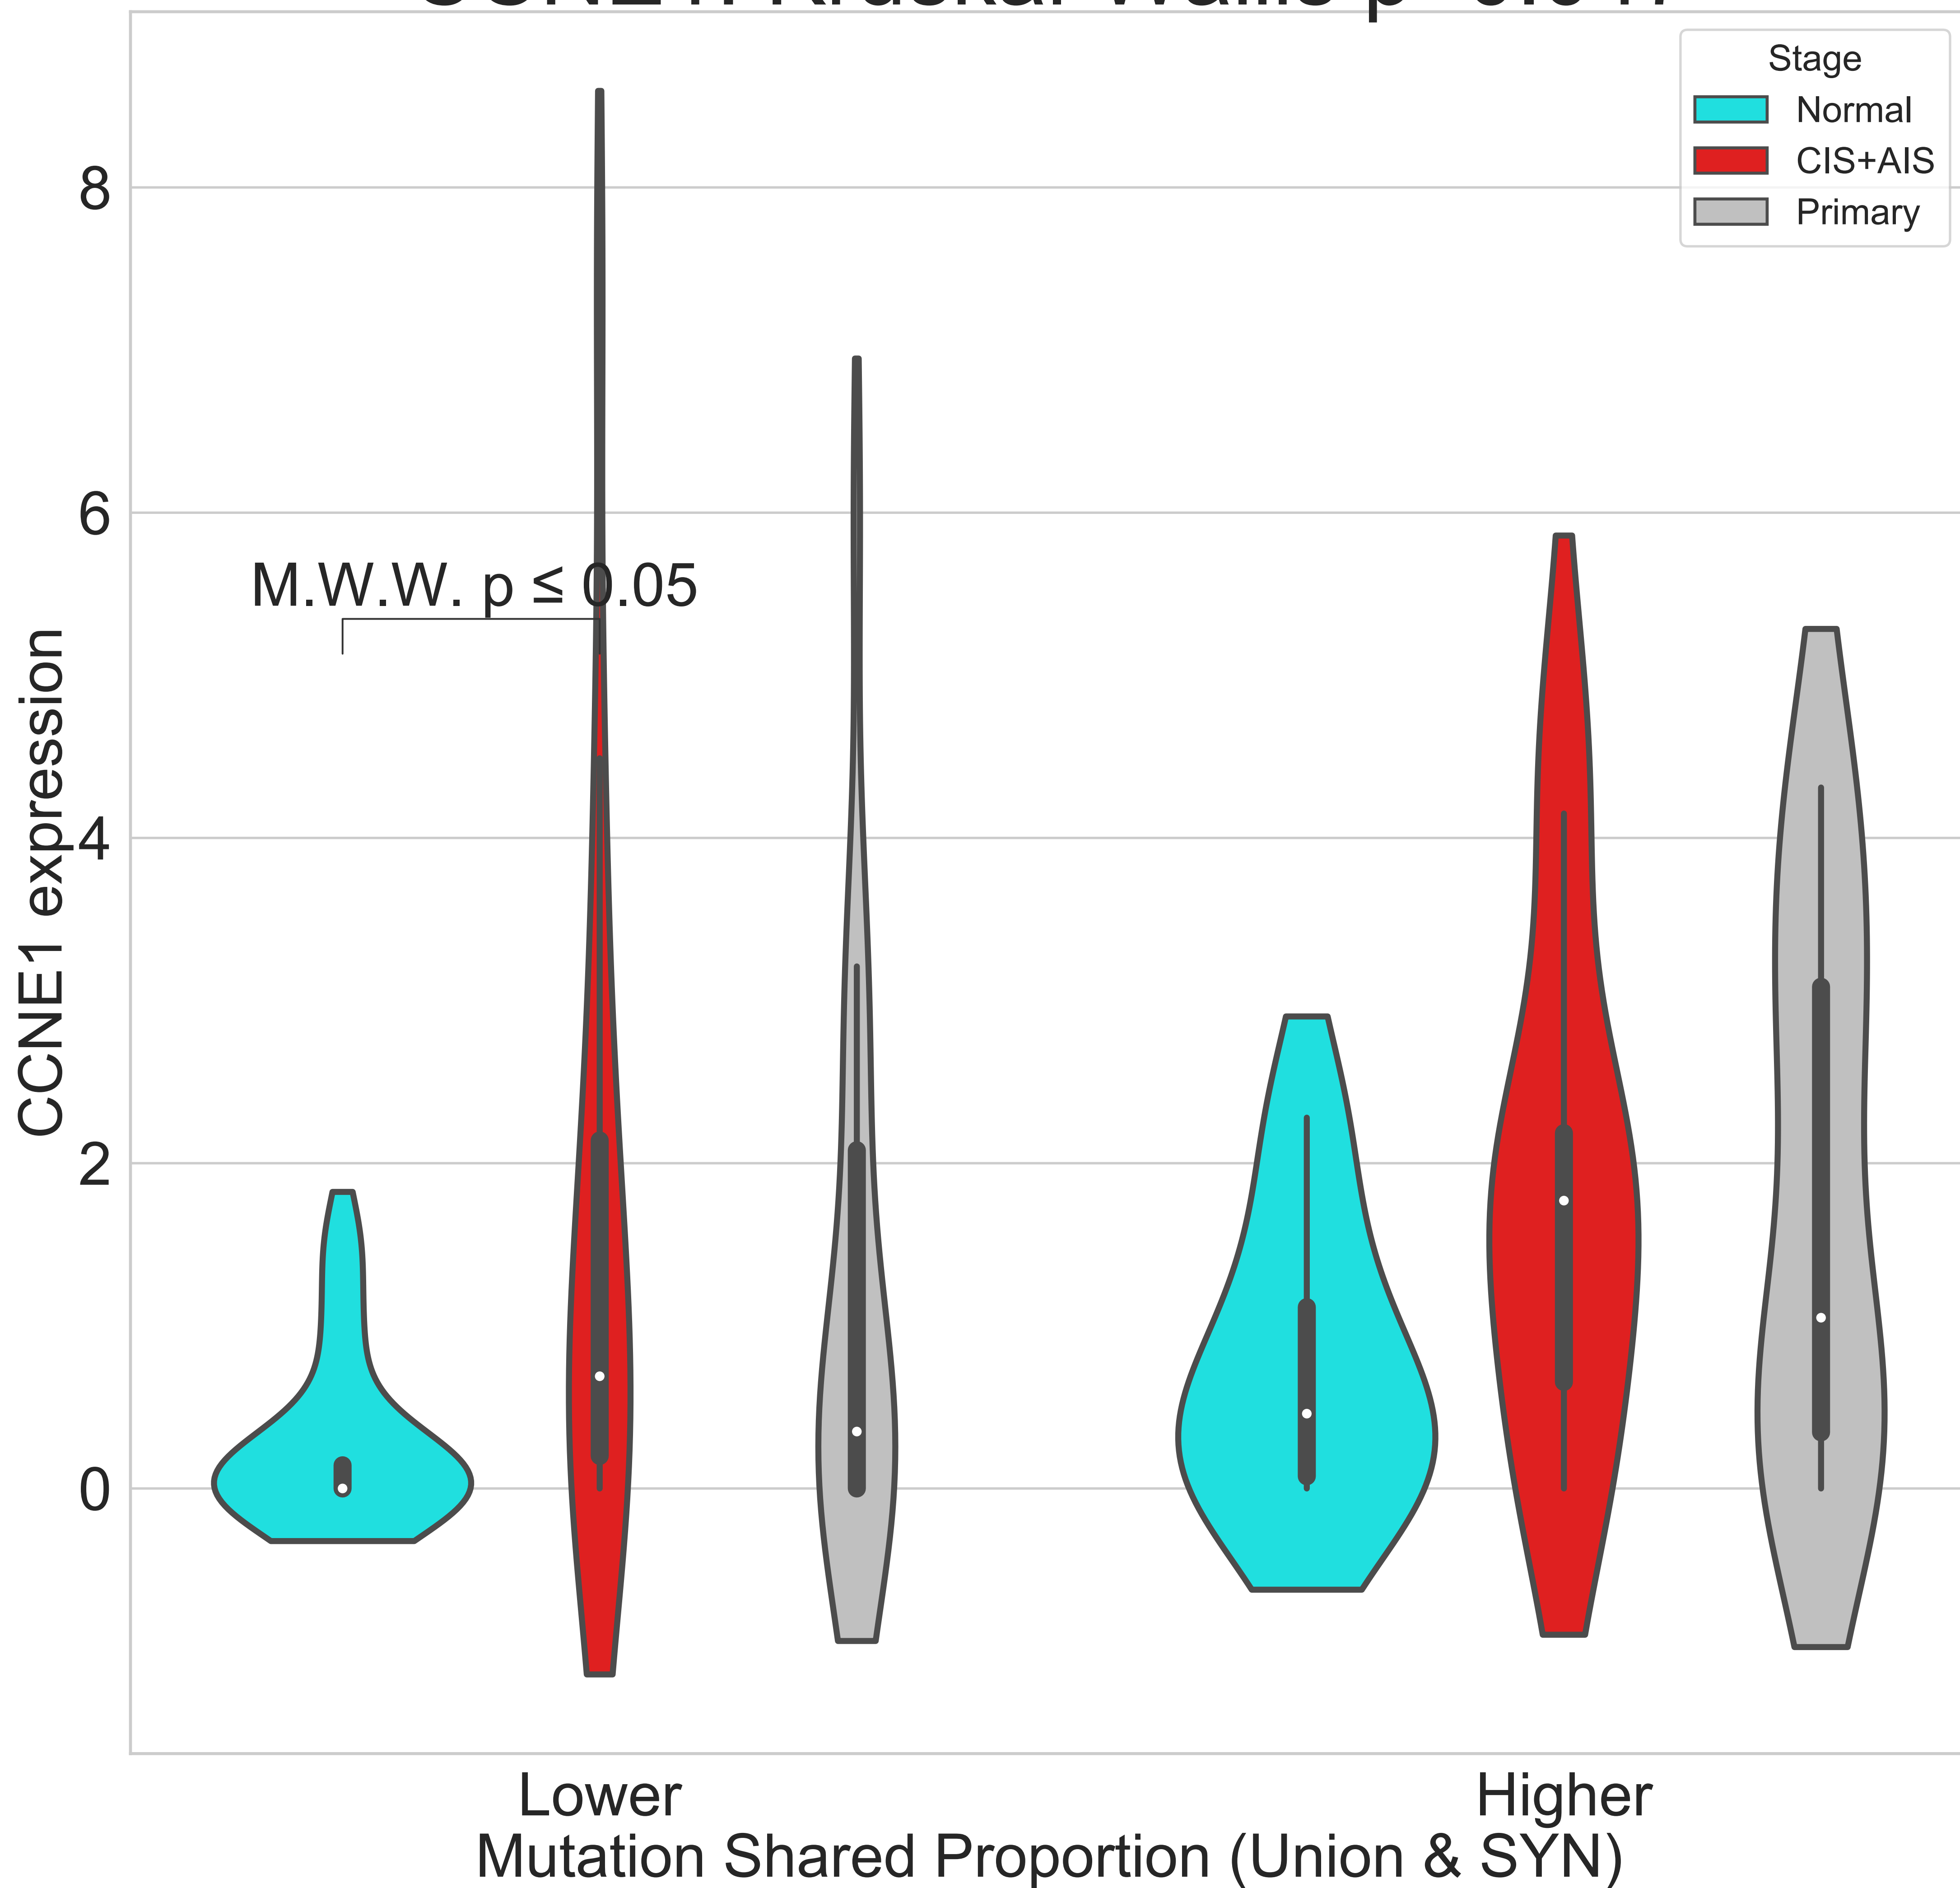 Stage
Normal
CIS+AIS
Primary
8
6
4
2
0
M.W.W. p ≤ 0.05
CCNE1 expression
Lower
Higher
Mutation Shared Proportion (Union & SYN)